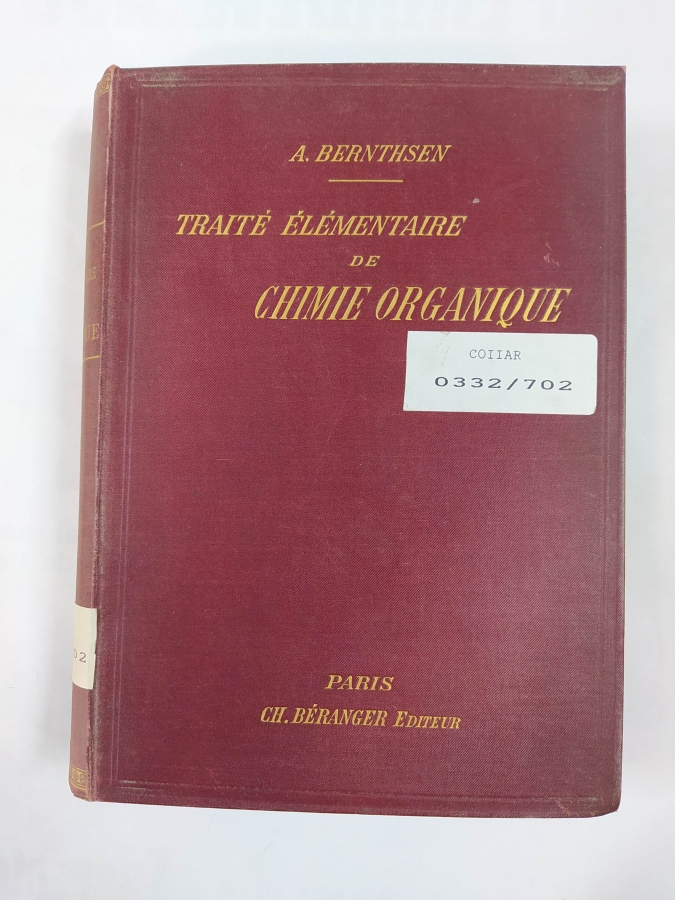 A. BERNTHSEN
TRAITÉ ÉLÉMENTAIRE
DE
CHIMIE ORGANIQUE
COIIAR
0332/702
PARIS
CH. BÉRANGER EDITEUR